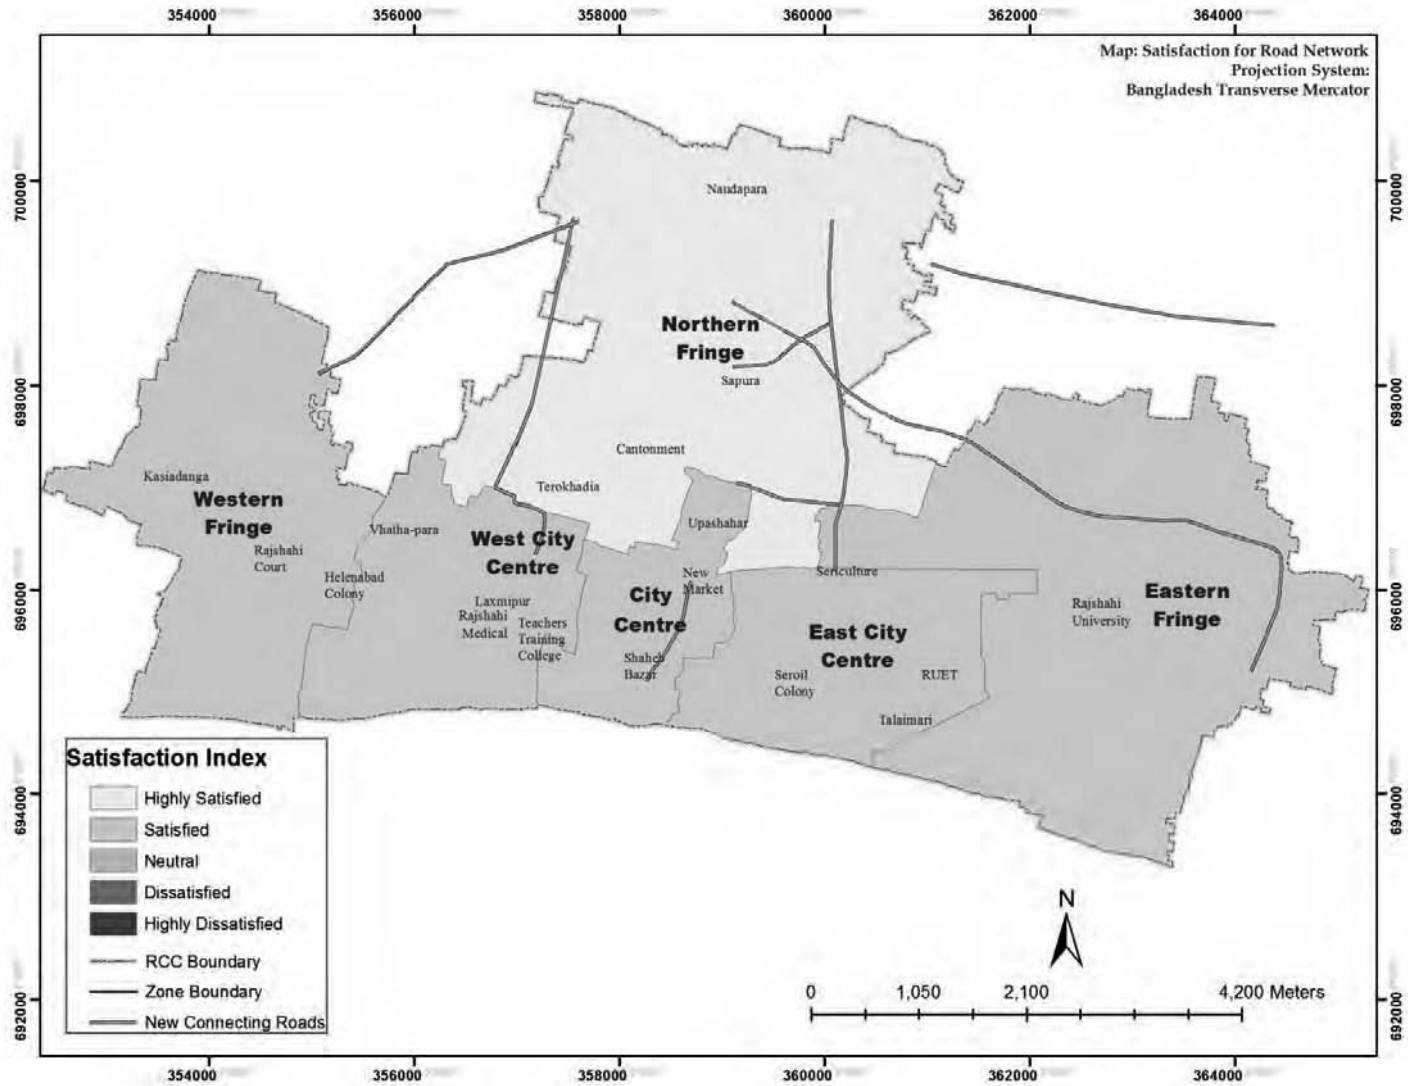 354000 356000 358000 360000 362000 364000
Map: Satisfaction for Road Network
Projection System:
Bangladesh Transverse Mercator
700000
700000
Naudapara
Northern
Fringe
Sapura
698000
698000
Cantonment
Kasiadanga
Terokhadia
Western
Fringe
Upashahar
Vhatha-para
West City
Centre
Rajshahi
Court
Helenabad
Colony
New
Market
Sericulture
696000
696000
City
Centre
Eastern
Fringe
Laxmipur
Rajshahi
Medical
Teachers
Training
College
Rajshahi
University
East City
Centre
Shaheb
Bazar
Seroil
Colony
RUET
Talaimari
Satisfaction Index
Highly Satisfied
Satisfied
Neutral
Dissatisfied
Highly Dissatisfied
RCC Boundary
Zone Boundary
New Connecting Roads
694000
694000
N
0 1,050 2,100 4,200 Meters
692000
692000
354000 356000 358000 360000 362000 364000